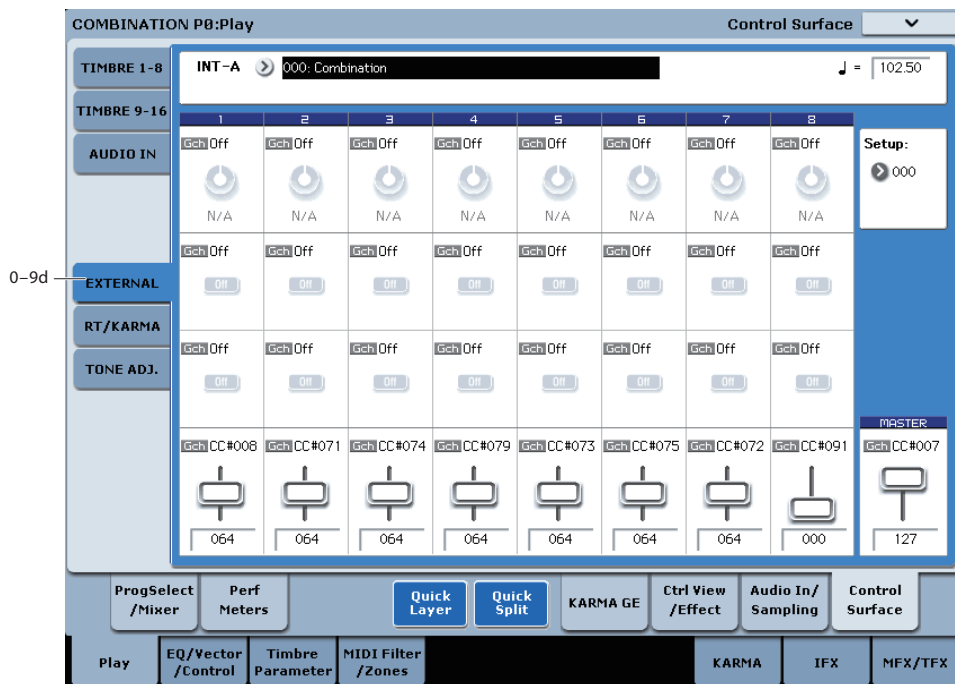 COMBINATION P0:Play Control Surface
TIMBRE 1-8
INT-A 000: Combination ♩ = 102.50
TIMBRE 9-16
1 2 3 4 5 6 7 8
AUDIO IN
Gch Off Gch Off Gch Off Gch Off Gch Off Gch Off Gch Off Gch Off
Setup:
000
N/A N/A N/A N/A N/A N/A N/A N/A
Gch Off Gch Off Gch Off Gch Off Gch Off Gch Off Gch Off Gch Off
0-9d
EXTERNAL
Off Off Off Off Off Off Off Off
RT/KARMA
Gch Off Gch Off Gch Off Gch Off Gch Off Gch Off Gch Off Gch Off
TONE ADJ.
Off Off Off Off Off Off Off Off
MASTER
Gch CC#008 Gch CC#071 Gch CC#074 Gch CC#079 Gch CC#073 Gch CC#075 Gch CC#072 Gch CC#091 Gch CC#007
064 064 064 064 064 064 064 000 127
ProgSelect
/Mixer
Perf
Meters
Quick
Layer
Quick
Split
KARMA GE
Ctrl View
/Effect
Audio In/
Sampling
Control
Surface
Play
EQ/Vector
/Control
Timbre
Parameter
MIDI Filter
/Zones
KARMA
IFX
MFX/TFX